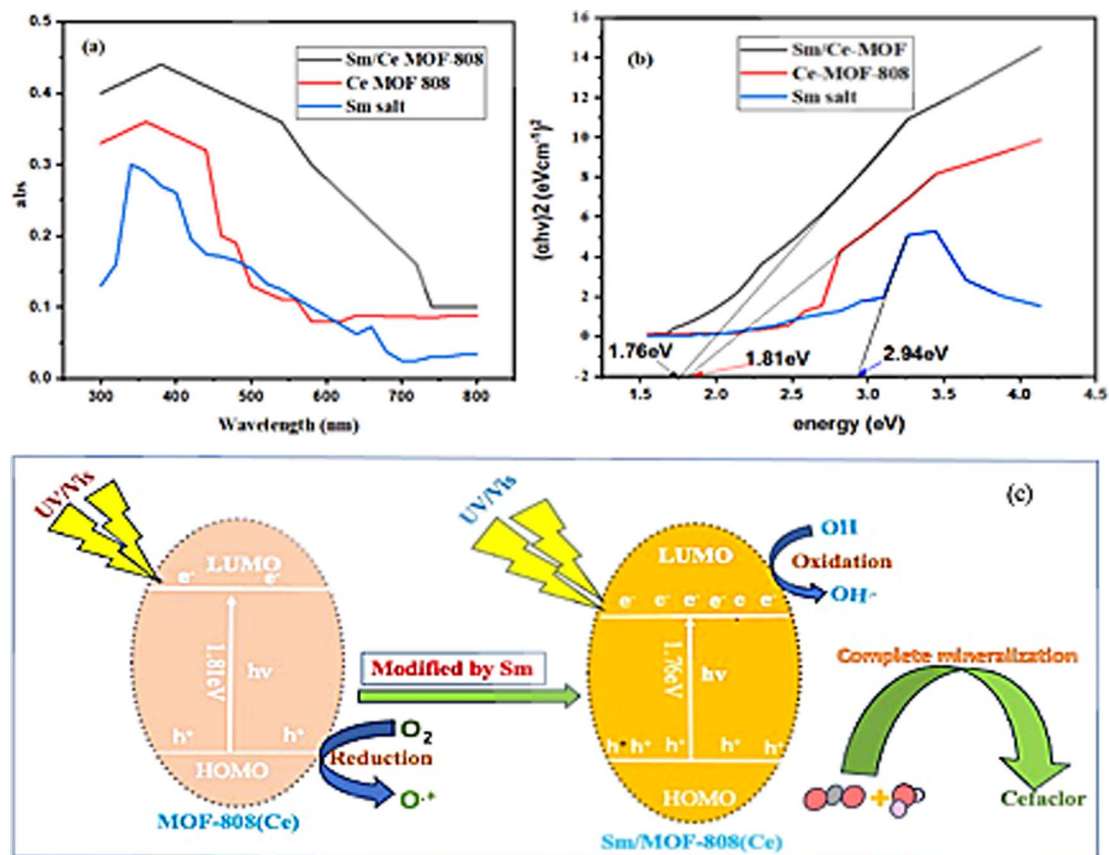 (a)
Sm/Ce MOF-808
Ce MOF 808
Sm salt
abs
0.5
0.4
0.3
0.2
0.1
0.0
300 400 500 600 700 800
Wavelength (nm)
(b)
Sm/Ce-MOF
Ce-MOF-808
Sm salt
(αhv)2 (eVcm⁻¹)²
16
14
12
10
8
6
4
2
0
-2
1.76eV
1.81eV
2.94eV
1.5 2.0 2.5 3.0 3.5 4.0 4.5
energy (eV)
(c)
UV/Vis
LUMO
e⁻ e⁻
1.81eV
hv
h⁺ h⁺
HOMO
MOF-808(Ce)
O₂
Reduction
O·⁺
Modified by Sm
UV/Vis
LUMO
e⁻ e⁻ e⁻ e⁻ e⁻ e⁻
1.76eV
hv
h⁺ h⁺ h⁺ h⁺ h⁺
HOMO
Sm/MOF-808(Ce)
OH
Oxidation
OH·
Complete mineralization
+
Cefaclor